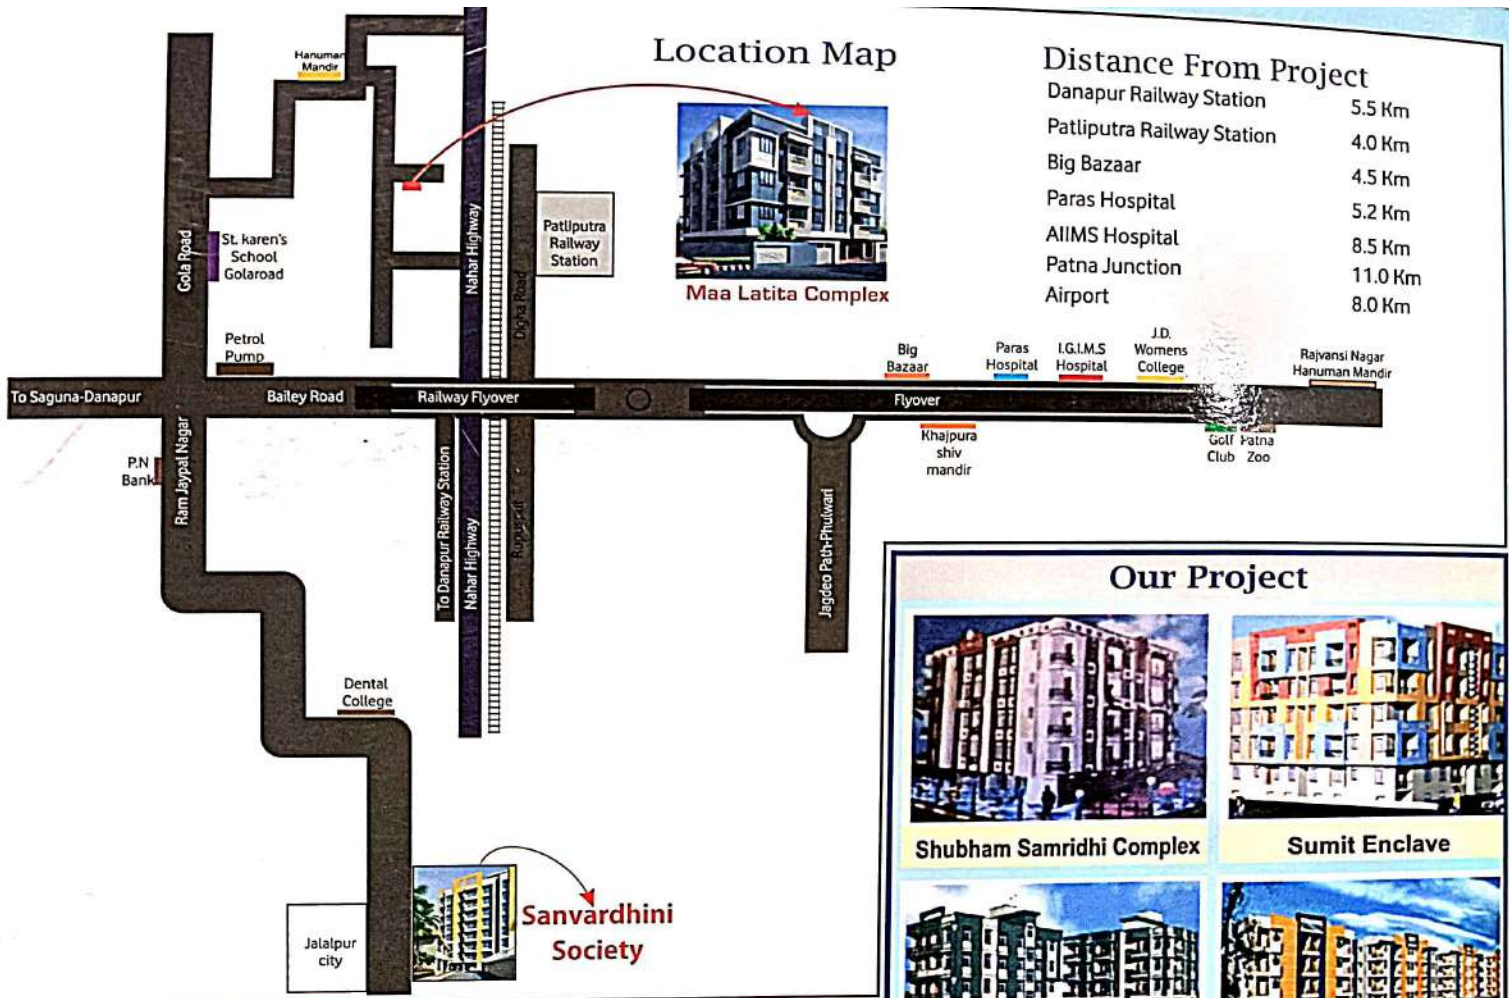 Location Map
Distance From Project
Danapur Railway Station 5.5 Km
Patliputra Railway Station 4.0 Km
Big Bazaar 4.5 Km
Paras Hospital 5.2 Km
AIIMS Hospital 8.5 Km
Patna Junction 11.0 Km
Airport 8.0 Km
Hanuman
Mandir
Gola Road
St. karen's
School
Golaroad
Nahar Highway
Digha Road
Patliputra
Railway
Station
Maa Latita Complex
Petrol
Pump
Big
Bazaar
Paras
Hospital
I.G.I.M.S
Hospital
J.D.
Womens
College
Rajvansi Nagar
Hanuman Mandir
To Saguna-Danapur
Bailey Road
Railway Flyover
Flyover
Khajpura
shiv
mandir
Golf
Club
Patna
Zoo
P.N
Bank
Ram Jaypal Nagar
To Danapur Railway Station
Nahar Highway
Jagdeo Path-Phulwari
Dental
College
Jalalpur
city
Sanvardhini
Society
Our Project
Shubham Samridhi Complex
Sumit Enclave